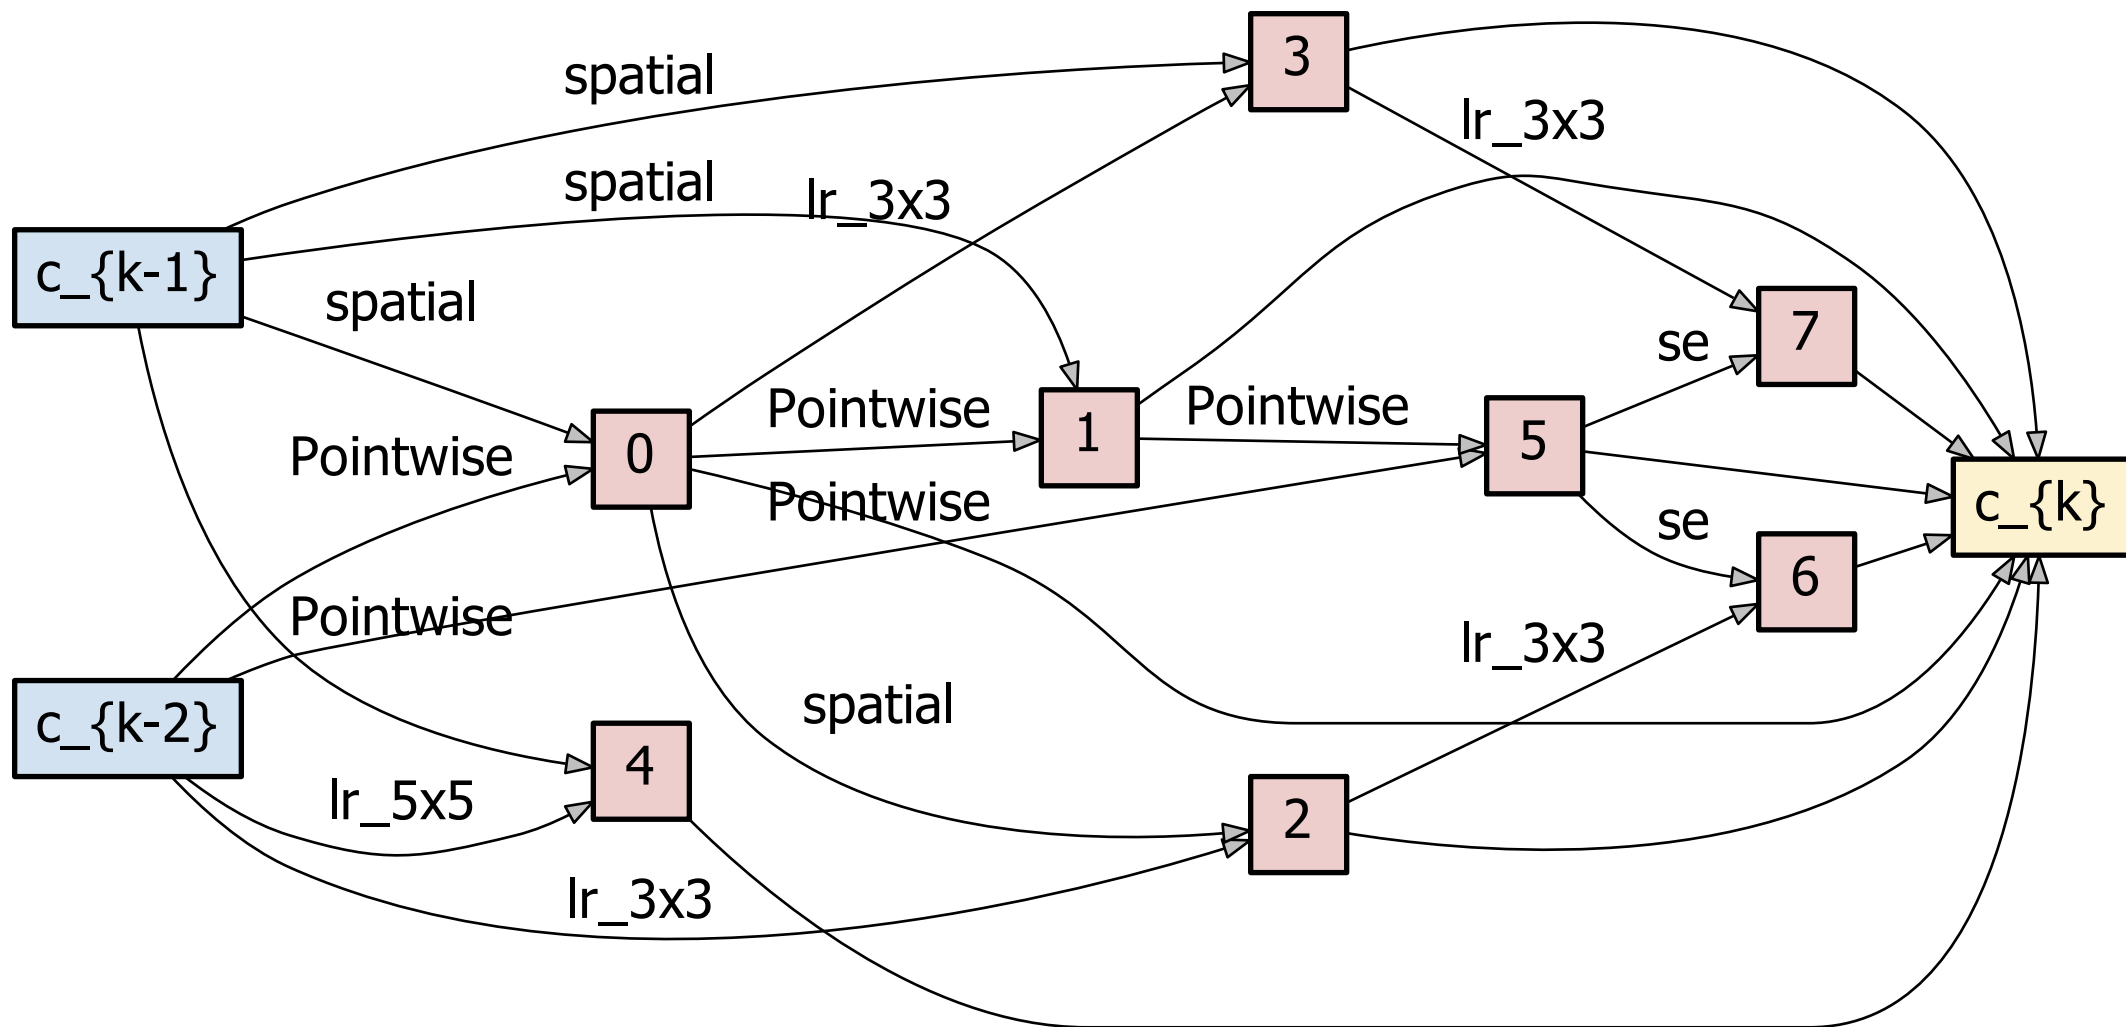 3
spatial
lr_3x3
spatial
lr_3x3
c_{k-1}
spatial
7
se
Pointwise
Pointwise
1
0
5
Pointwise
Pointwise
c_{k}
se
6
Pointwise
lr_3x3
spatial
c_{k-2}
4
lr_5x5
2
lr_3x3